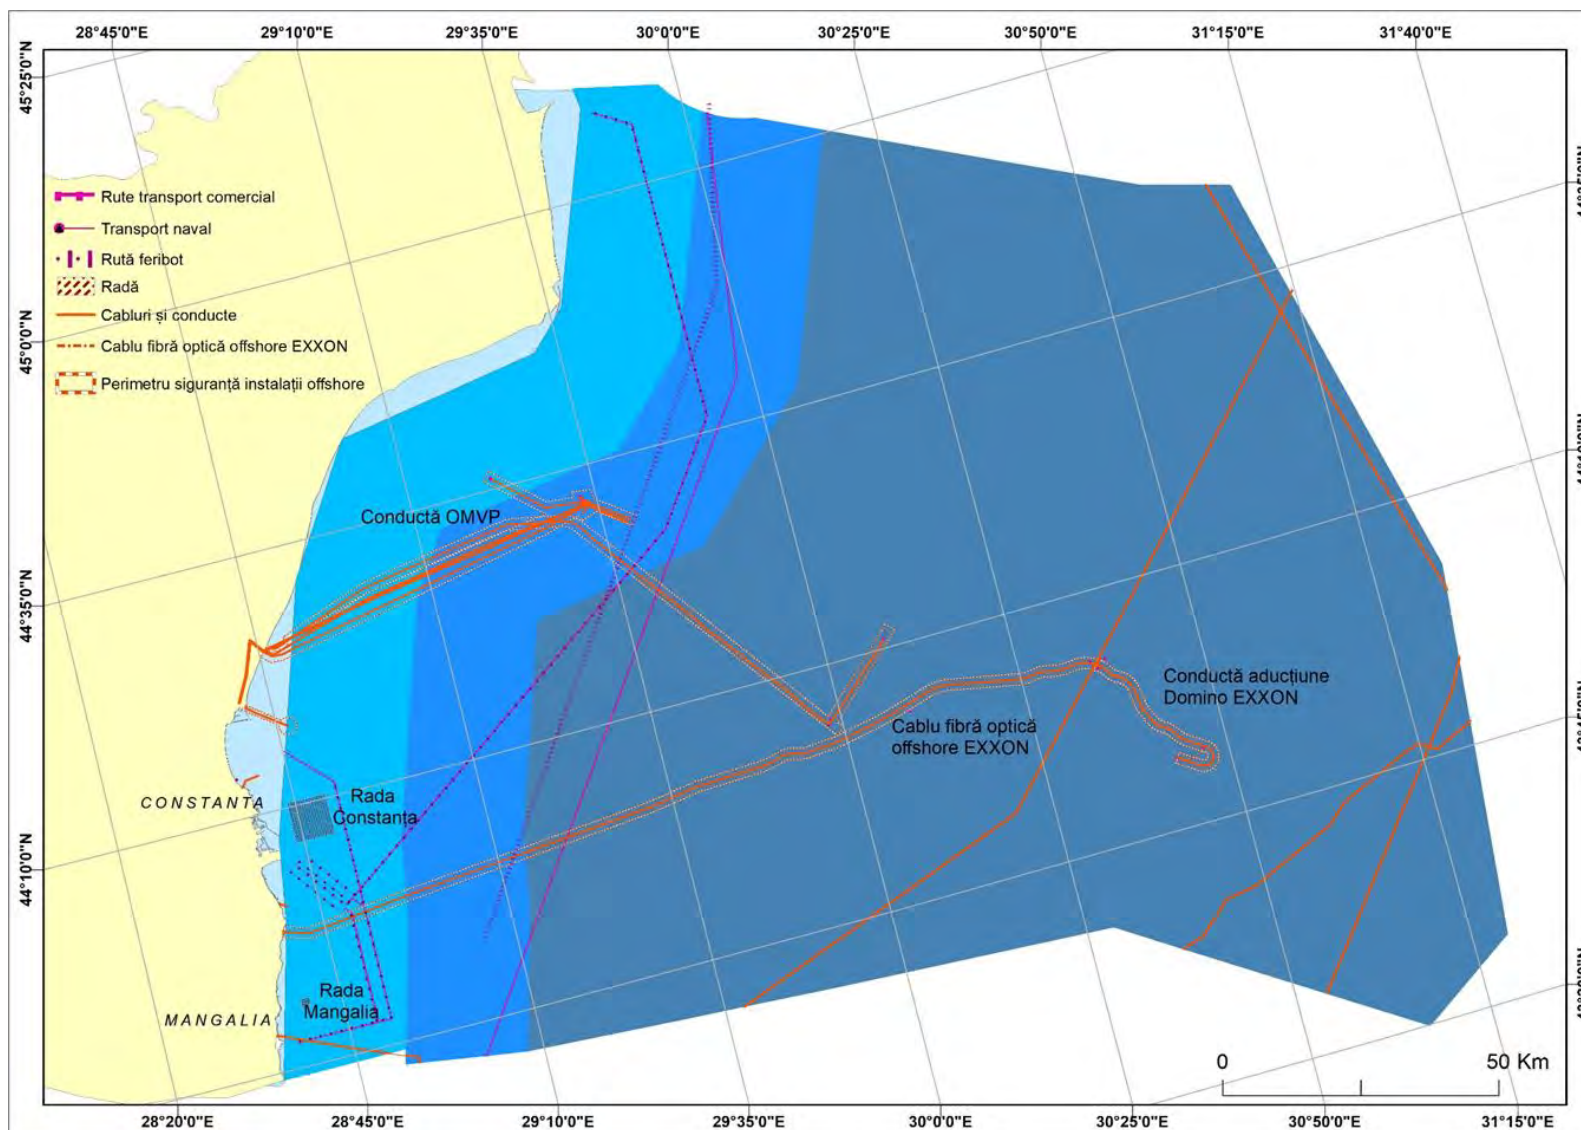 28°45'0"E 29°10'0"E 29°35'0"E 30°0'0"E 30°25'0"E 30°50'0"E 31°15'0"E 31°40'0"E
45°25'0"N
45°0'0"N
44°35'0"N
44°10'0"N
Rute transport comercial
Transport naval
Rută feribot
Radă
Cabluri și conducte
Cablu fibră optică offshore EXXON
Perimetru siguranță instalații offshore
Conductă OMVP
Conductă aducțiune
Domino EXXON
Cablu fibră optică
offshore EXXON
CONSTANTA
Rada
Constanța
Rada
Mangalia
MANGALIA
0 50 Km
28°20'0"E 28°45'0"E 29°10'0"E 29°35'0"E 30°0'0"E 30°25'0"E 30°50'0"E 31°15'0"E